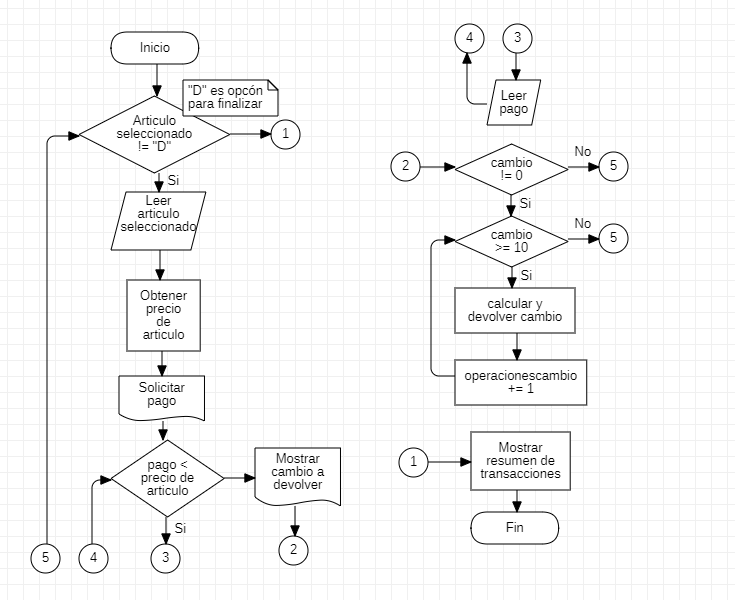 Inicio
"D" es opcón
para finalizar
Articulo
seleccionado
!= "D"
1
Si
Leer
articulo
seleccionado
Obtener
precio
de
articulo
Solicitar
pago
pago <
precio de
articulo
Mostrar
cambio a
devolver
Si
5
4
3
2
4
3
Leer
pago
2
cambio
!= 0
No
5
Si
cambio
>= 10
No
5
Si
calcular y
devolver cambio
operacionescambio
+= 1
1
Mostrar
resumen de
transacciones
Fin